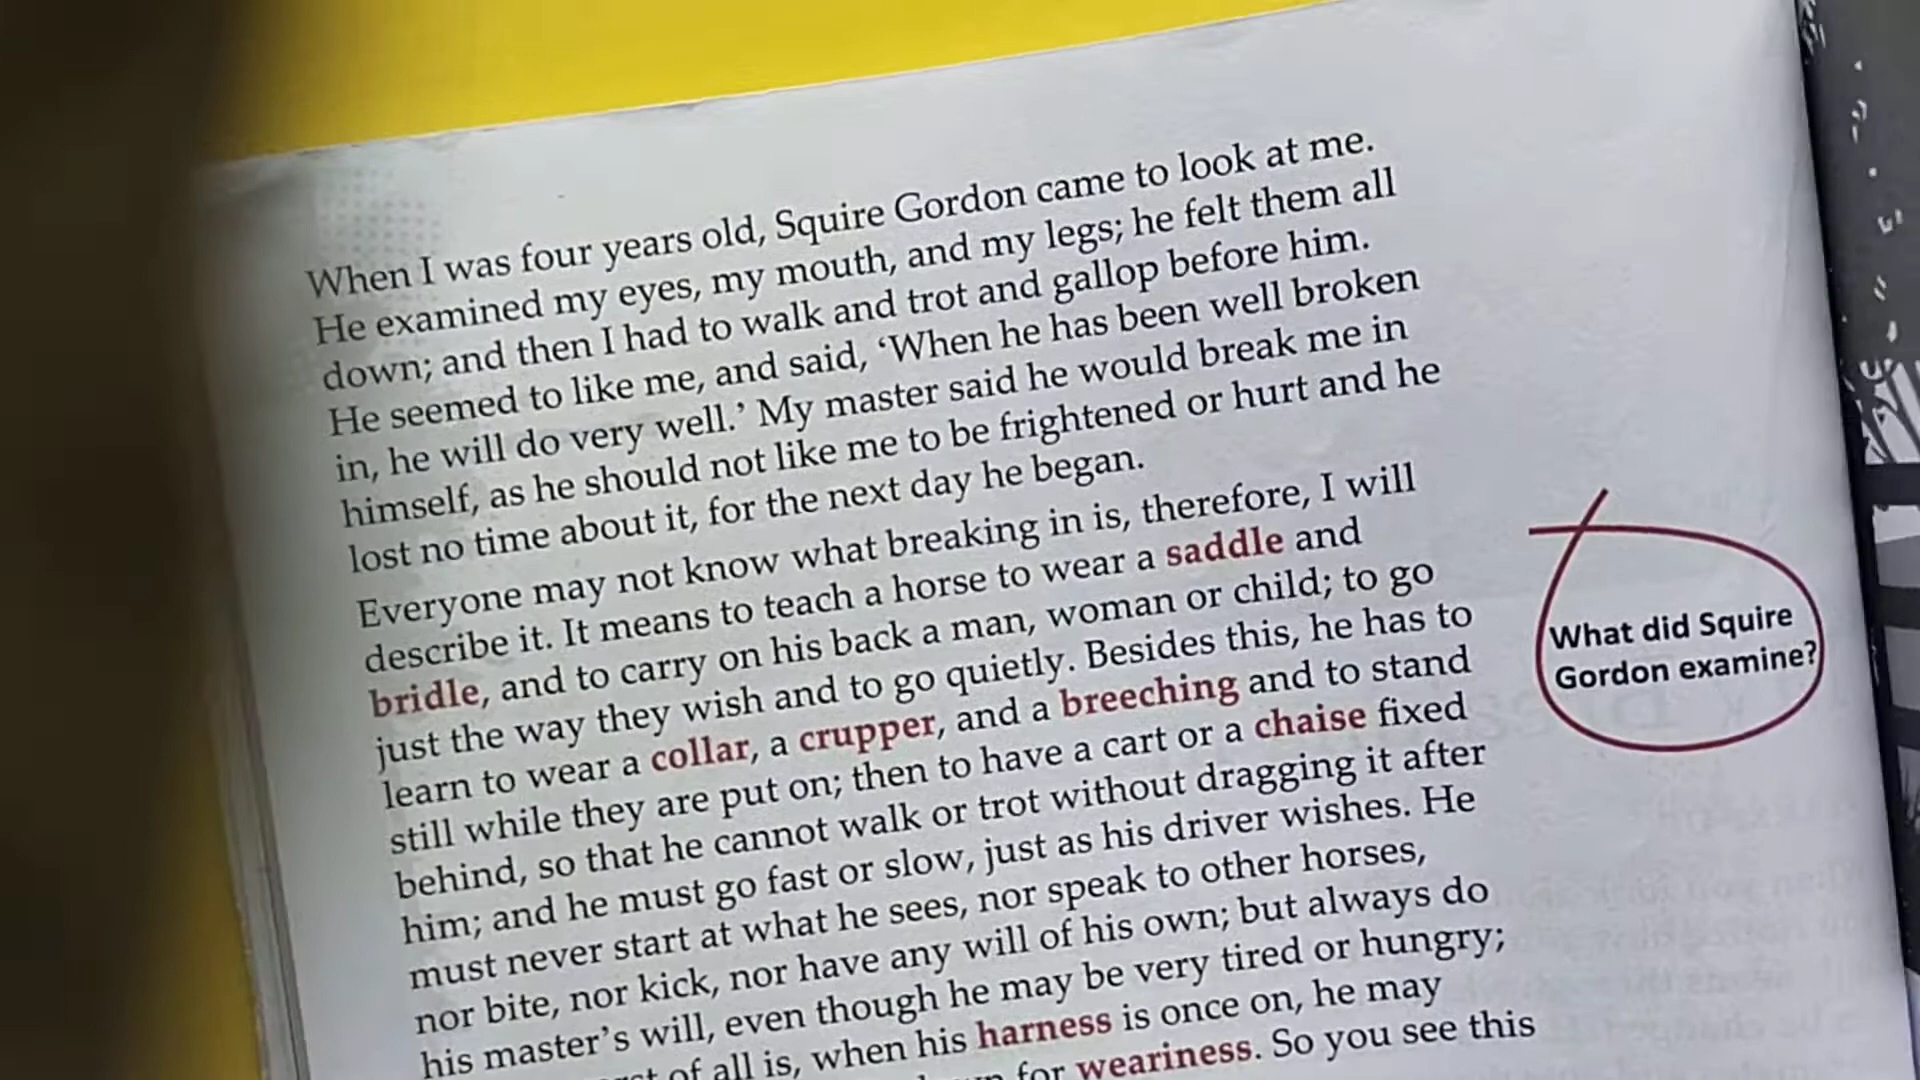 When I was four years old, Squire Gordon came to look at me.
He examined my eyes, my mouth, and my legs; he felt them all
down; and then I had to walk and trot and gallop before him.
He seemed to like me, and said, ‘When he has been well broken
in, he will do very well.’ My master said he would break me in
himself, as he should not like me to be frightened or hurt and he
lost no time about it, for the next day he began.
Everyone may not know what breaking in is, therefore, I will
describe it. It means to teach a horse to wear a saddle and
bridle, and to carry on his back a man, woman or child; to go
just the way they wish and to go quietly. Besides this, he has to
learn to wear a collar, a crupper, and a breeching and to stand
still while they are put on; then to have a cart or a chaise fixed
behind, so that he cannot walk or trot without dragging it after
him; and he must go fast or slow, just as his driver wishes. He
must never start at what he sees, nor speak to other horses,
nor bite, nor kick, nor have any will of his own; but always do
his master’s will, even though he may be very tired or hungry;
of all is, when his harness is once on, he may
for weariness. So you see this
What did Squire
Gordon examine?